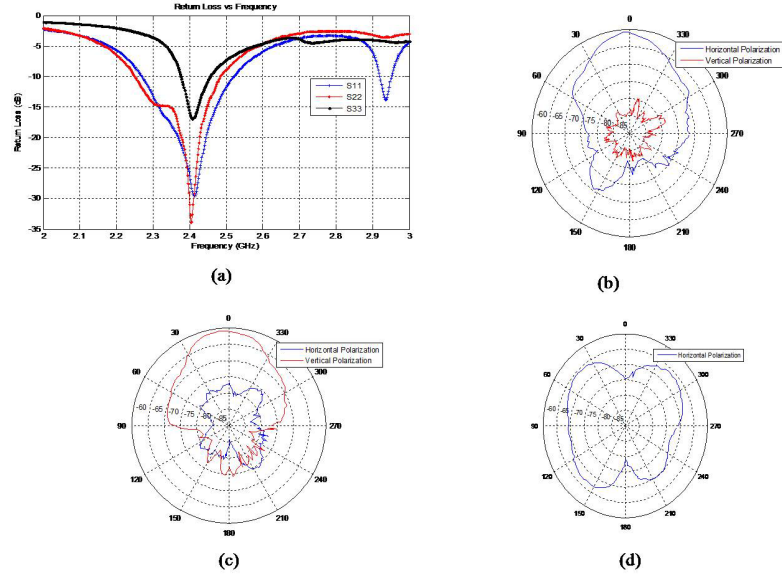 Return Loss vs Frequency
Return Loss (dB)
0
-5
-10
-15
-20
-25
-30
-35
2 2.1 2.2 2.3 2.4 2.5 2.6 2.7 2.8 2.9 3
Frequency (GHz)
S11
S22
S33
(a)
0
30 330
60 300
90 270
120 240
150 210
180
-60 -65 -70 -75 -80 -85
Horizontal Polarization
Vertical Polarization
(b)
0
30 330
60 300
90 270
120 240
150 210
180
-60 -65 -70 -75 -80 -85
Horizontal Polarization
Vertical Polarization
(c)
0
30 330
60 300
90 270
120 240
150 210
180
-60 -65 -70 -75 -80 -85
Horizontal Polarization
(d)